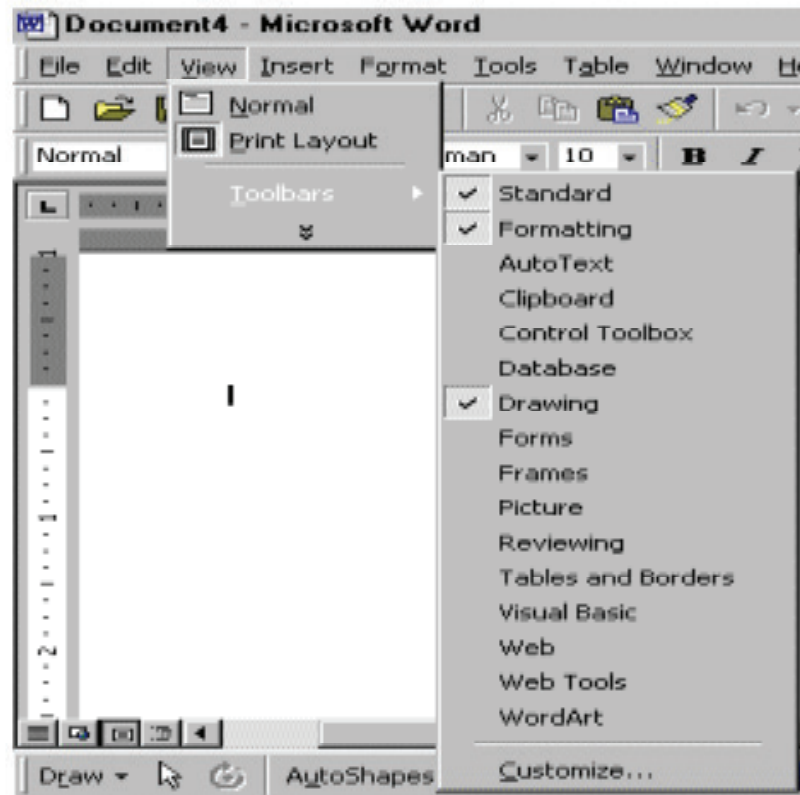 Document4 - Microsoft Word
File Edit View Insert Format Tools Table Window
Normal
Print Layout
Normal man 10 B I
Toolbars
Standard
Formatting
AutoText
Clipboard
Control Toolbox
Database
Drawing
Forms
Frames
Picture
Reviewing
Tables and Borders
Visual Basic
Web
Web Tools
WordArt
Draw AutoShapes Customize...